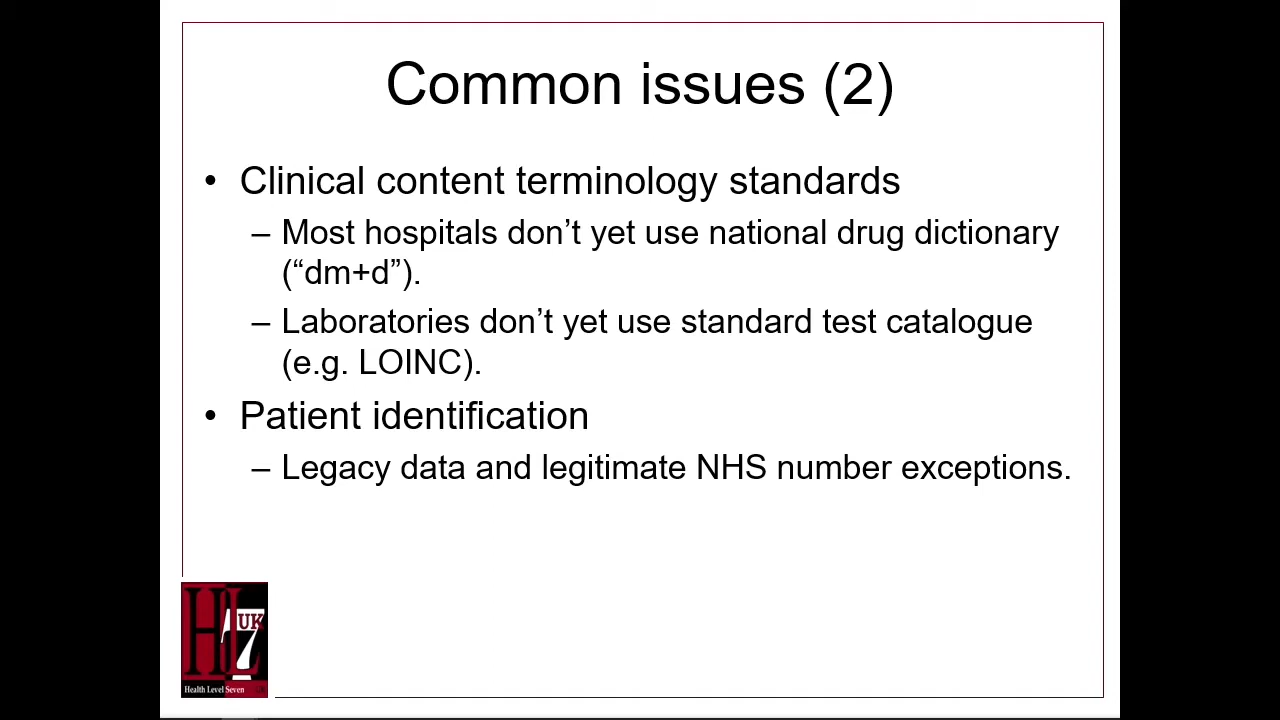 Common issues (2)
• Clinical content terminology standards
– Most hospitals don’t yet use national drug dictionary
(“dm+d”).
– Laboratories don’t yet use standard test catalogue
(e.g. LOINC).
• Patient identification
– Legacy data and legitimate NHS number exceptions.
HL7
UK
Health Level Seven